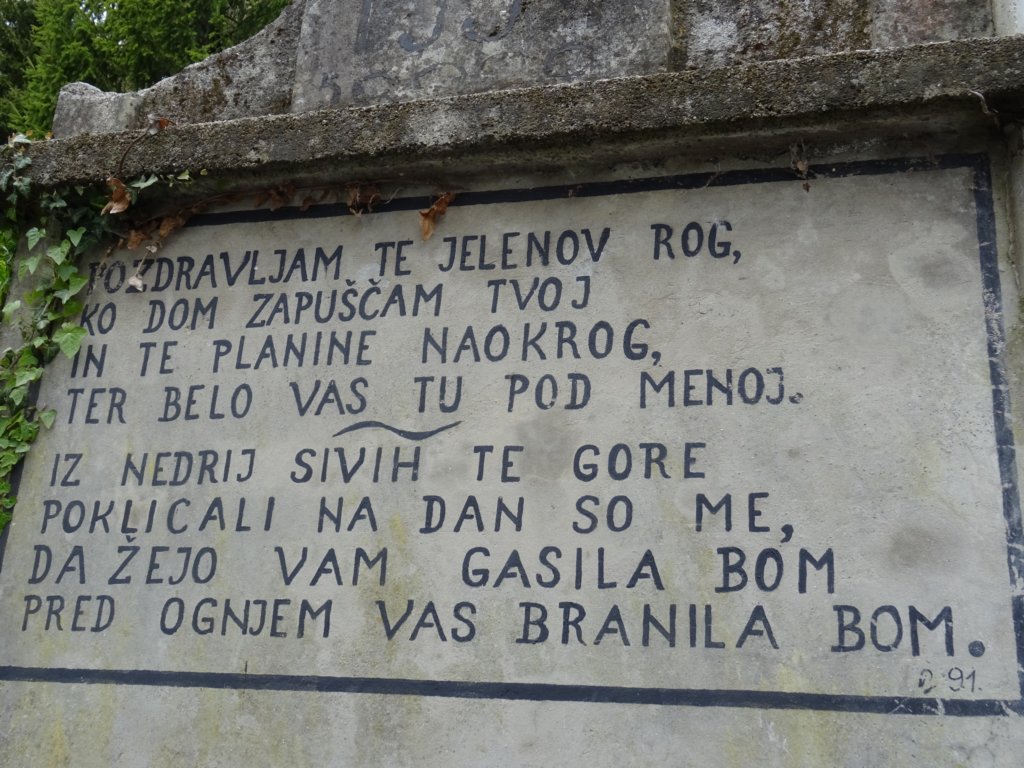 POZDRAVLJAM TE JELENOV ROG,
KO DOM ZAPUŠČAM TVOJ
IN TE PLANINE NAOKROG,
TER BELO VAS TU POD MENOJ.
IZ NEDRIJ SIVIH TE GORE
POKLICALI NA DAN SO ME,
DA ŽEJO VAM GASILA BOM
PRED OGNJEM VAS BRANILA BOM.
91.